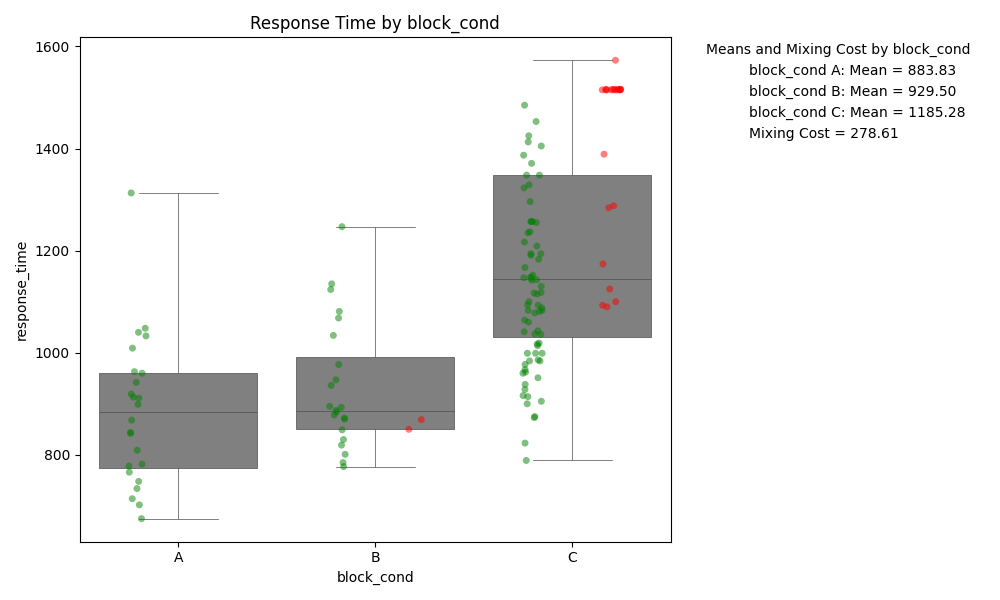 Response Time by block_cond
Means and Mixing Cost by block_cond
block_cond A: Mean = 883.83
block_cond B: Mean = 929.50
block_cond C: Mean = 1185.28
Mixing Cost = 278.61
response_time
1600
1400
1200
1000
800
A
B
C
block_cond